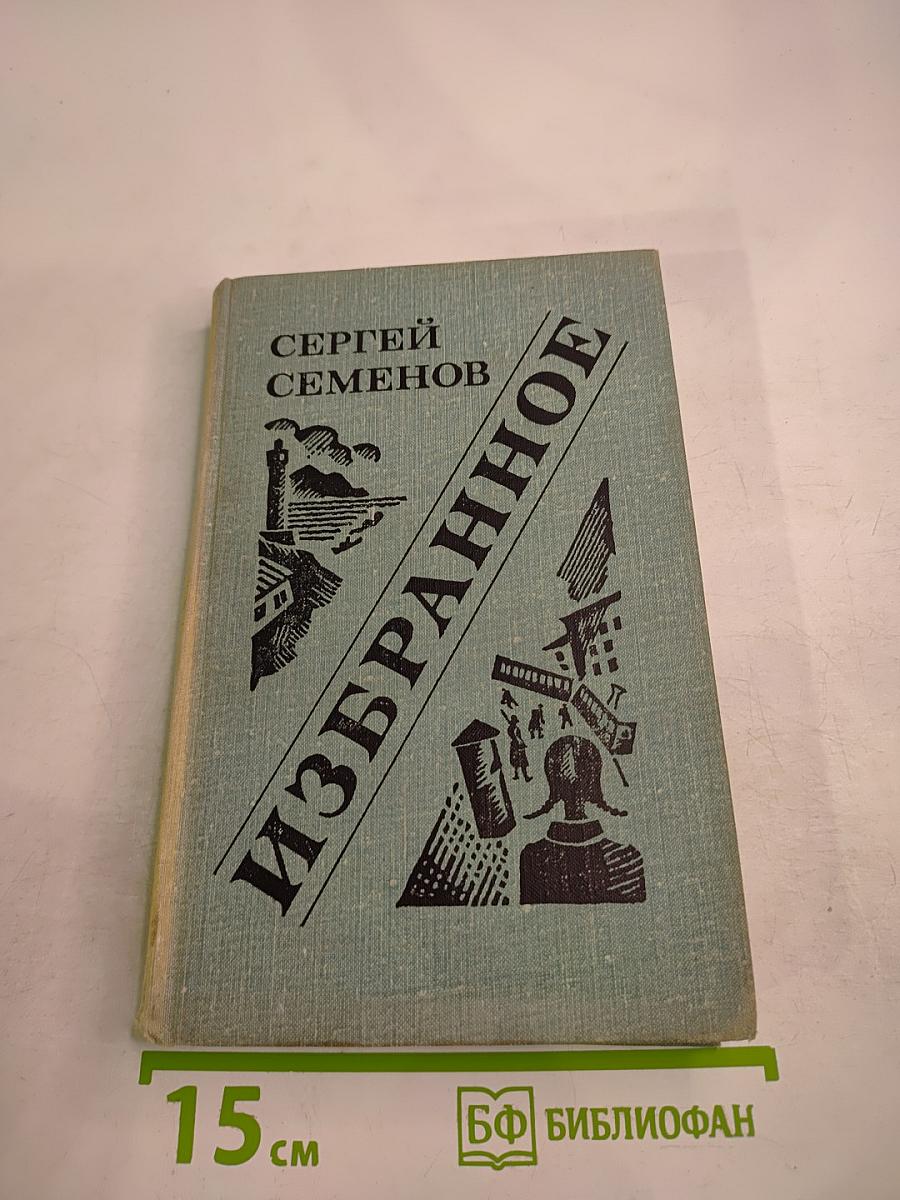 СЕРГЕЙ
СЕМЕНОВ
ИЗБРАННОЕ
15 см
БФ БИБЛИОФАН